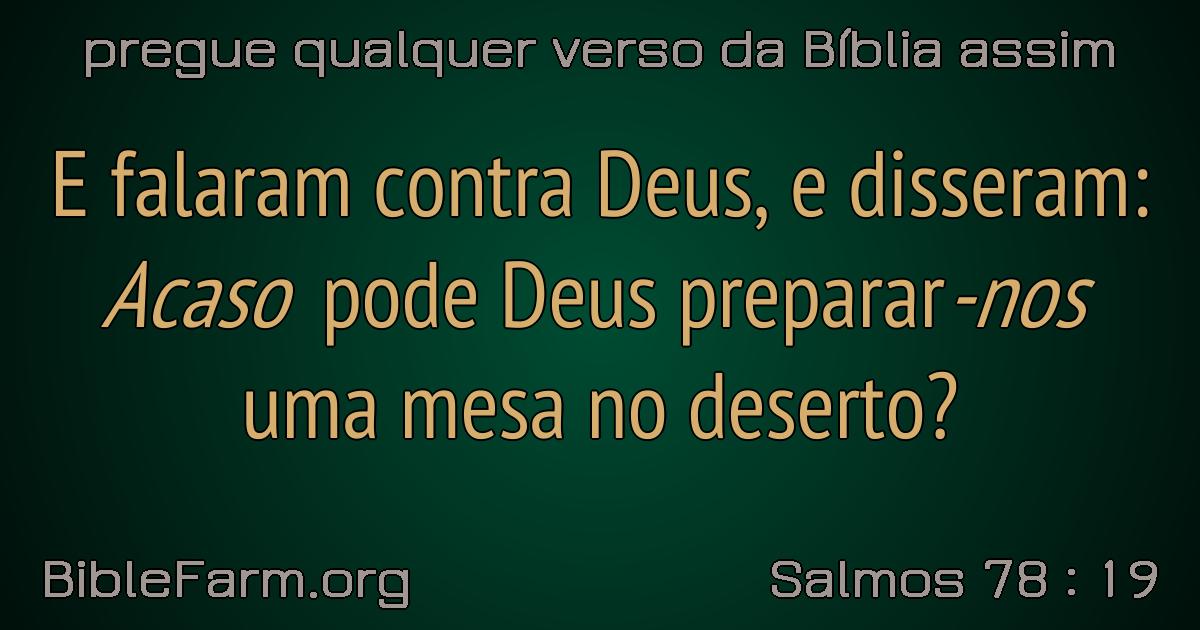 pregue qualquer verso da Bíblia assim
E falaram contra Deus, e disseram:
Acaso pode Deus preparar-nos
uma mesa no deserto?
BibleFarm.org
Salmos 78 : 19